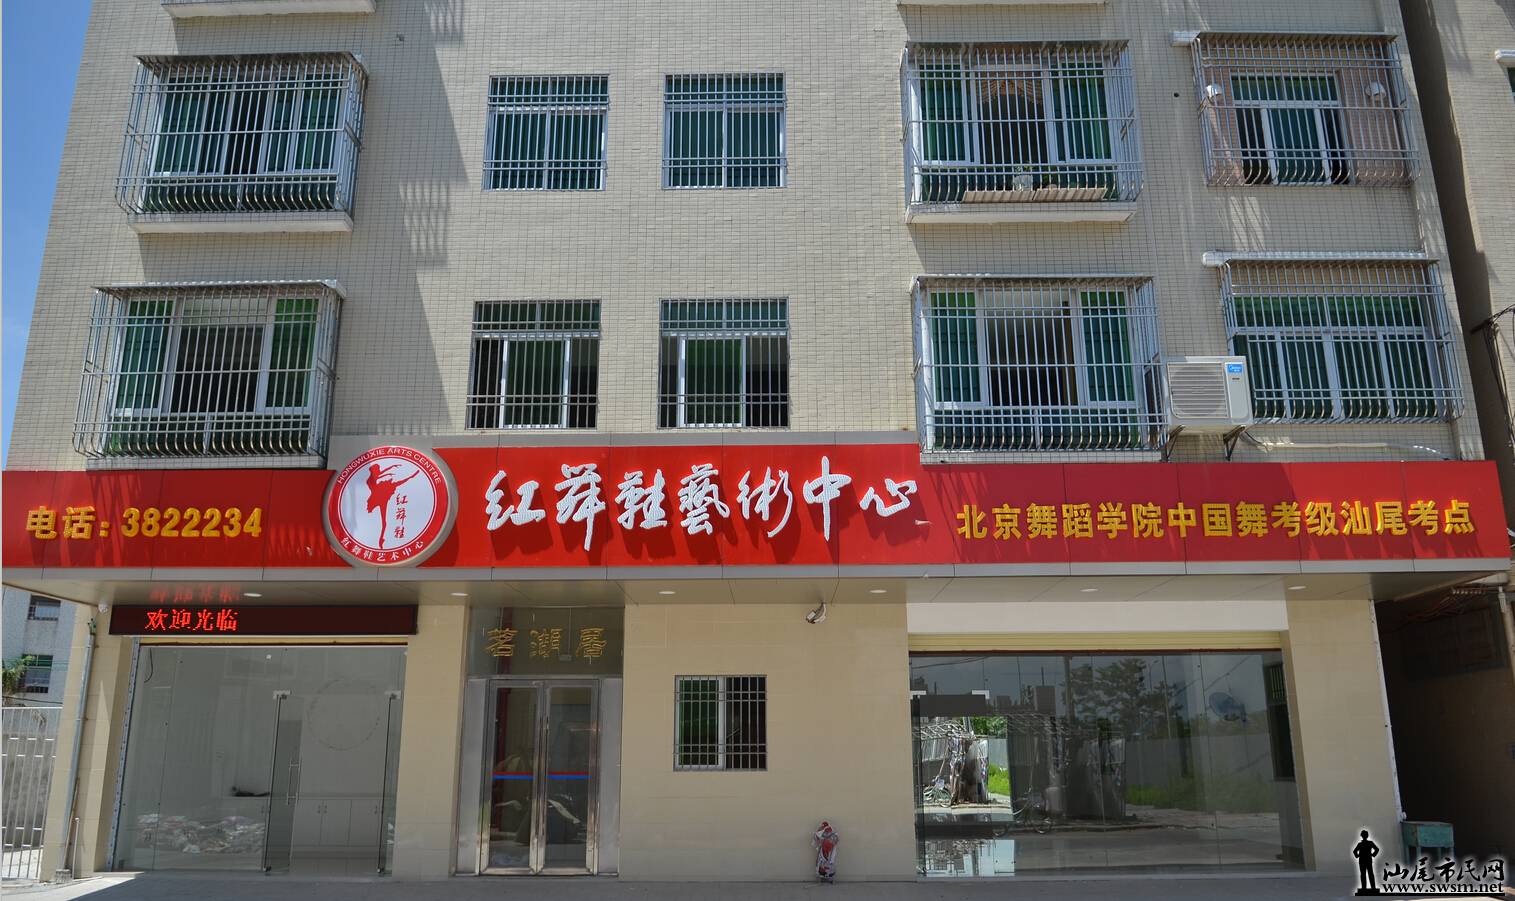 电话：3822234
HONGWUXIE ARTS CENTRE
红舞鞋
红舞鞋艺术中心
红舞鞋藝術中心
北京舞蹈学院中国舞考级汕尾考点
欢迎光临
茗湖居
汕尾市民网
www.swsm.net